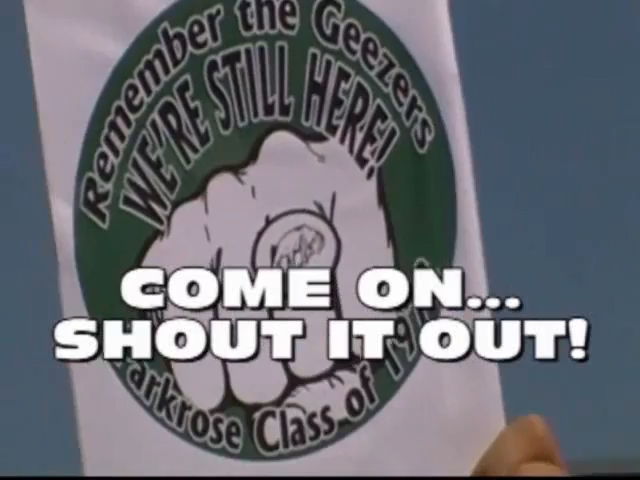 Remember the Geezers
WE'RE STILL HERE!
COME ON...
SHOUT IT OUT!
Parkrose Class of